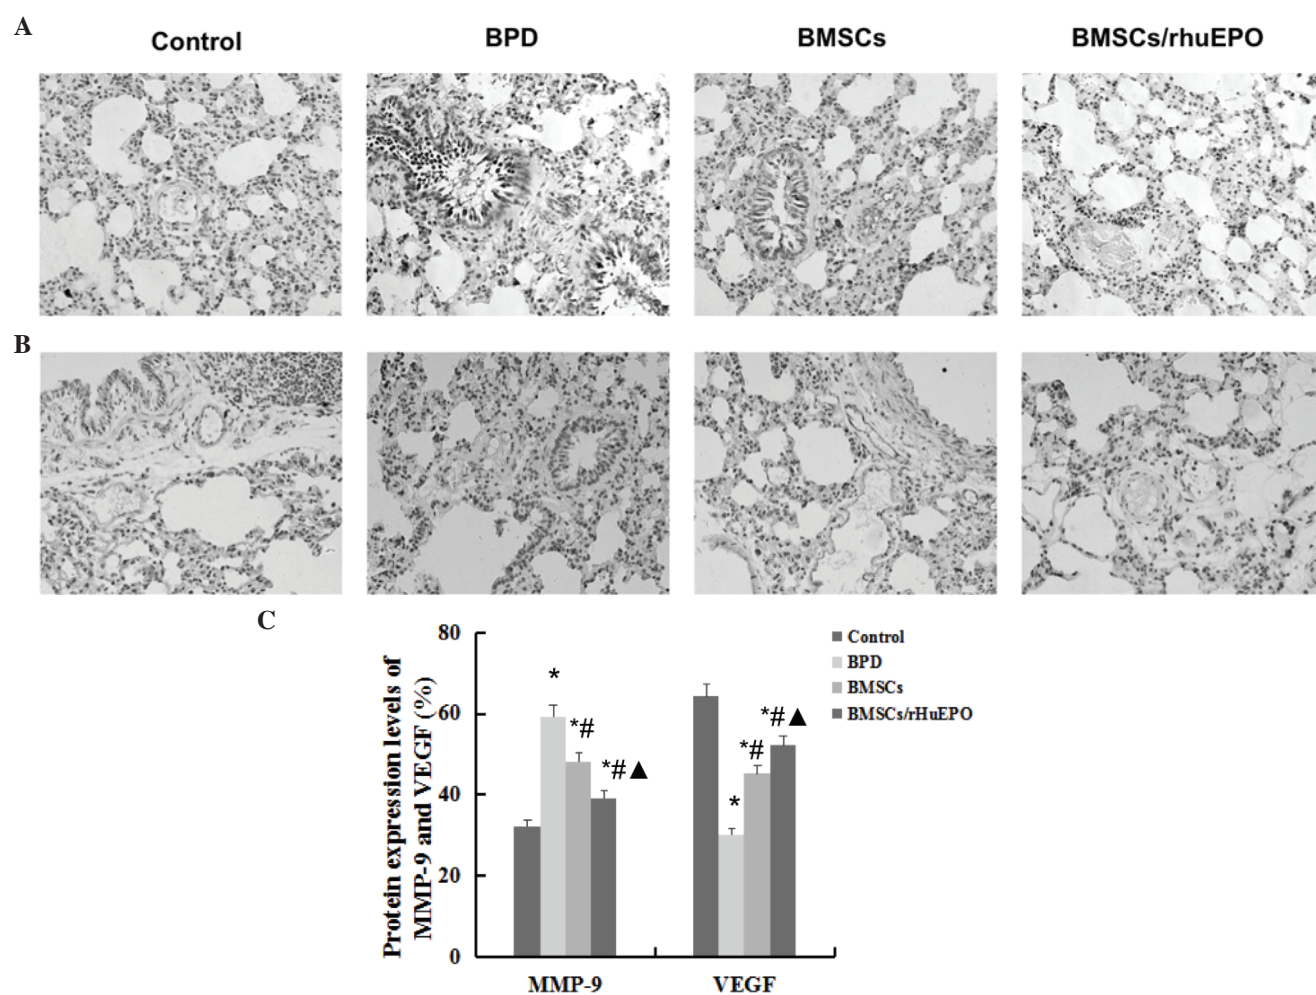 A
Control
BPD
BMSCs
BMSCs/rhuEPO
B
C
Protein expression levels of
MMP-9 and VEGF (%)
80
60
40
20
0
*
*#
*#▲
*
*#
*#▲
MMP-9
VEGF
Control
BPD
BMSCs
BMSCs/rHuEPO